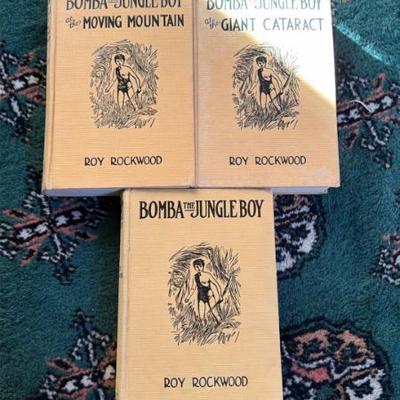 BOMBA THE JUNGLE BOY
at the MOVING MOUNTAIN
ROY ROCKWOOD
BOMBA THE JUNGLE BOY
at the GIANT CATARACT
ROY ROCKWOOD
BOMBA THE JUNGLE BOY
ROY ROCKWOOD